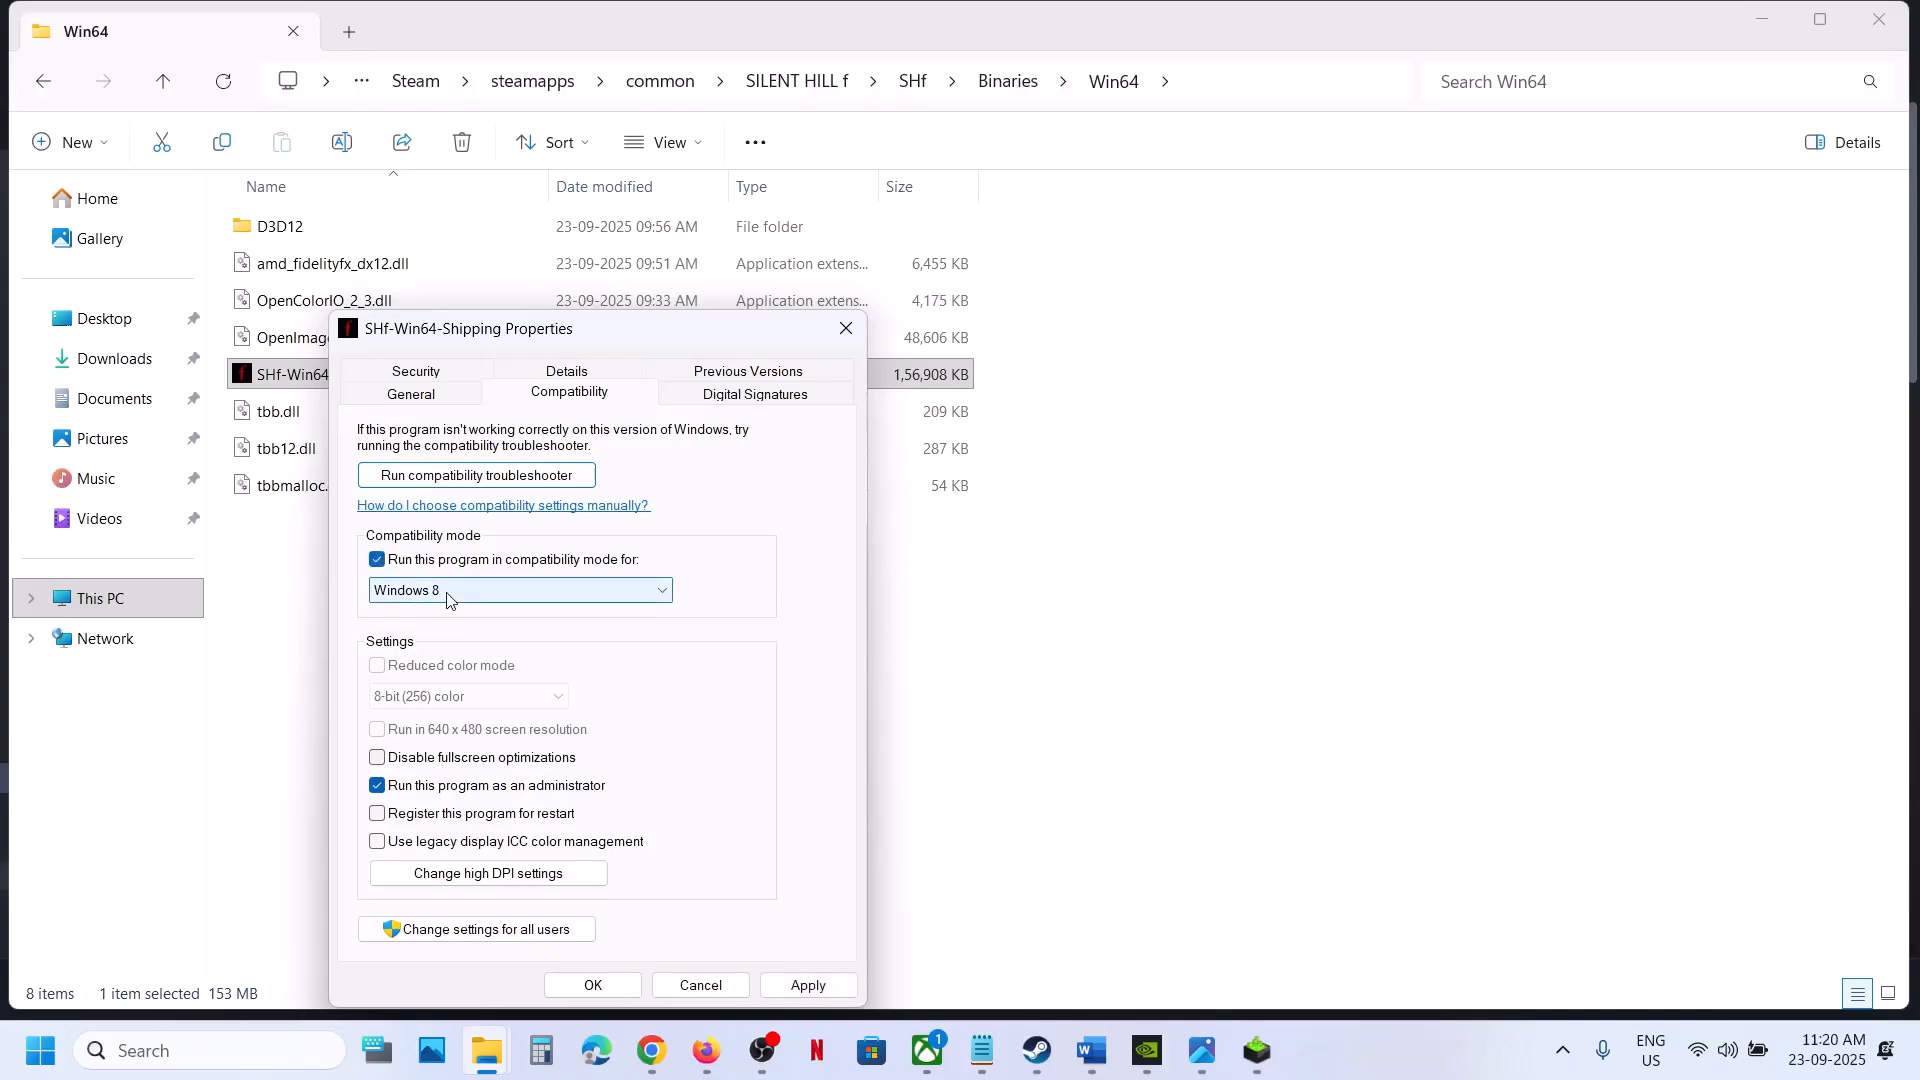 Win64
Steam
steamapps
common
SILENT HILL f
SHf
Binaries
Win64
Search Win64
New
Sort
View
Details
Name
Date modified
Type
Size
Home
Gallery
Desktop
Downloads
Documents
Pictures
Music
Videos
This PC
Network
D3D12
23-09-2025 09:56 AM
File folder
amd_fidelityfx_dx12.dll
23-09-2025 09:51 AM
Application extens...
6,455 KB
OpenColorIO_2_3.dll
23-09-2025 09:33 AM
Application extens...
4,175 KB
OpenImag
48,606 KB
SHf-Win64
1,56,908 KB
tbb.dll
209 KB
tbb12.dll
287 KB
tbbmalloc.
54 KB
SHf-Win64-Shipping Properties
Security
Details
Previous Versions
General
Compatibility
Digital Signatures
If this program isn't working correctly on this version of Windows, try
running the compatibility troubleshooter.
Run compatibility troubleshooter
How do I choose compatibility settings manually?
Compatibility mode
Run this program in compatibility mode for:
Windows 8
Settings
Reduced color mode
8-bit (256) color
Run in 640 x 480 screen resolution
Disable fullscreen optimizations
Run this program as an administrator
Register this program for restart
Use legacy display ICC color management
Change high DPI settings
Change settings for all users
OK
Cancel
Apply
8 items
1 item selected
153 MB
Search
1
ENG
US
11:20 AM
23-09-2025